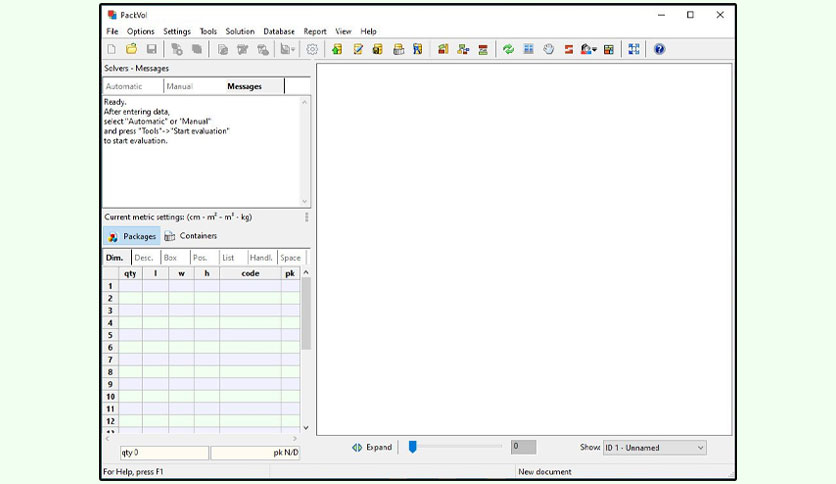 PackVol
File Options Settings Tools Solution Database Report View Help
Solvers - Messages
Automatic Manual Messages
Ready.
After entering data,
select "Automatic" or "Manual"
and press "Tools"->"Start evaluation"
to start evaluation.
Current metric settings: (cm - m² - m³ - kg)
Packages Containers
Dim. Desc. Box Pos. List Handl. Space
qty l w h code pk
1
2
3
4
5
6
7
8
9
10
11
12
qty 0 pk N/D
Expand 0 Show: ID 1 - Unnamed
For Help, press F1 New document